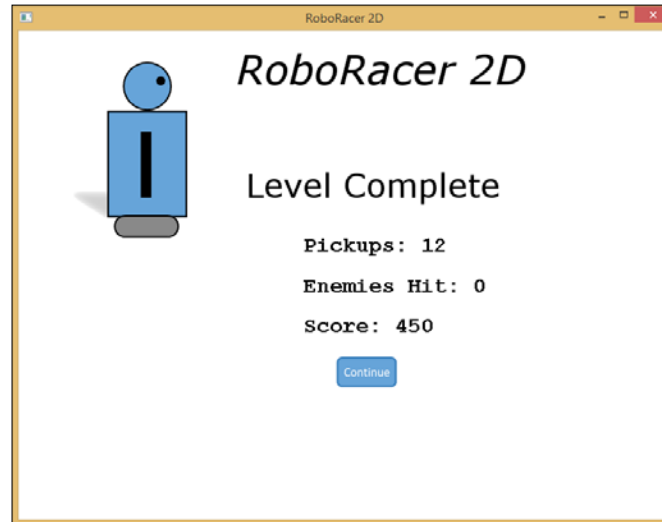 RoboRacer 2D
RoboRacer 2D
Level Complete
Pickups: 12
Enemies Hit: 0
Score: 450
Continue